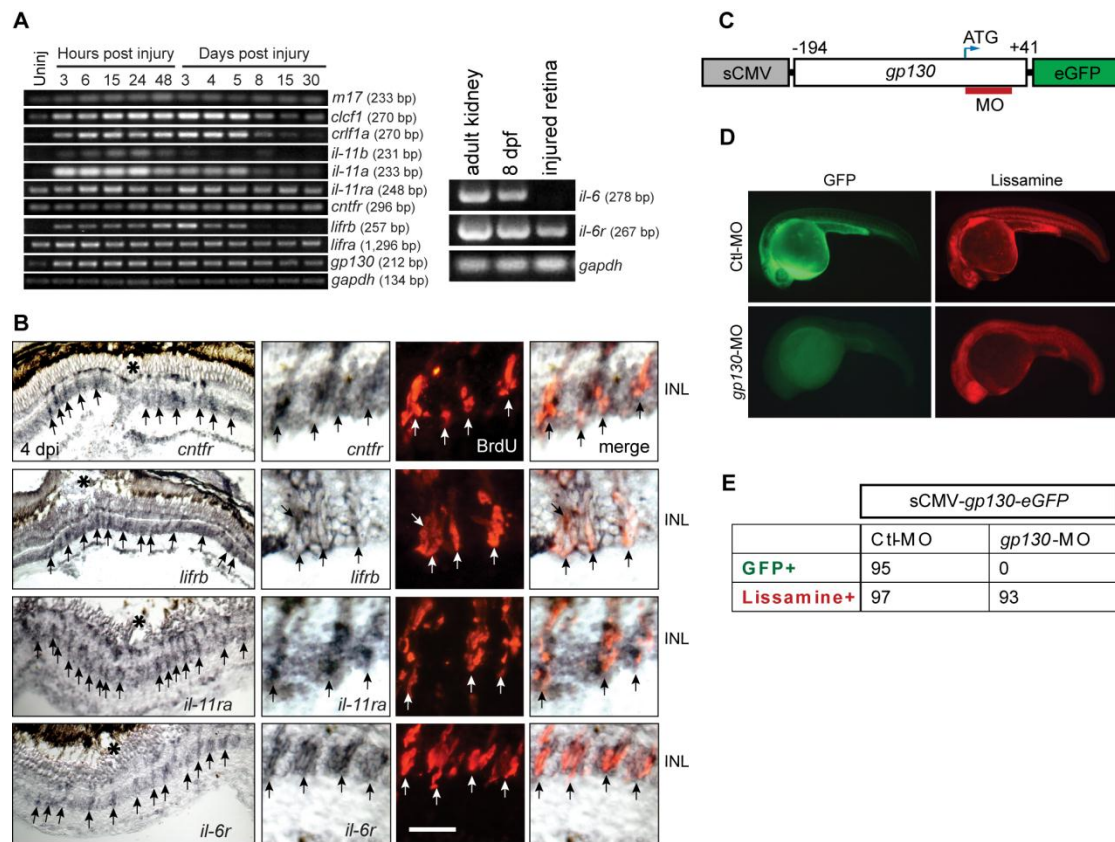 A
Uninj
Hours post injury
Days post injury
3 6 15 24 48 3 4 5 8 15 30
m17 (233 bp)
clcf1 (270 bp)
crlf1a (270 bp)
il-11b (231 bp)
il-11a (233 bp)
il-11ra (248 bp)
cntfr (296 bp)
lifrb (257 bp)
lifra (1,296 bp)
gp130 (212 bp)
gapdh (134 bp)
adult kidney
8 dpf
injured retina
il-6 (278 bp)
il-6r (267 bp)
gapdh
B
4 dpi
cntfr
cntfr
BrdU
merge
INL
lifrb
lifrb
INL
il-11ra
il-11ra
INL
il-6r
il-6r
INL
C
ATG
-194
+41
sCMV
gp130
eGFP
MO
D
GFP
Lissamine
Ctl-MO
gp130-MO
E
sCMV-gp130-eGFP
Ctl-MO gp130-MO
GFP+ 95 0
Lissamine+ 97 93